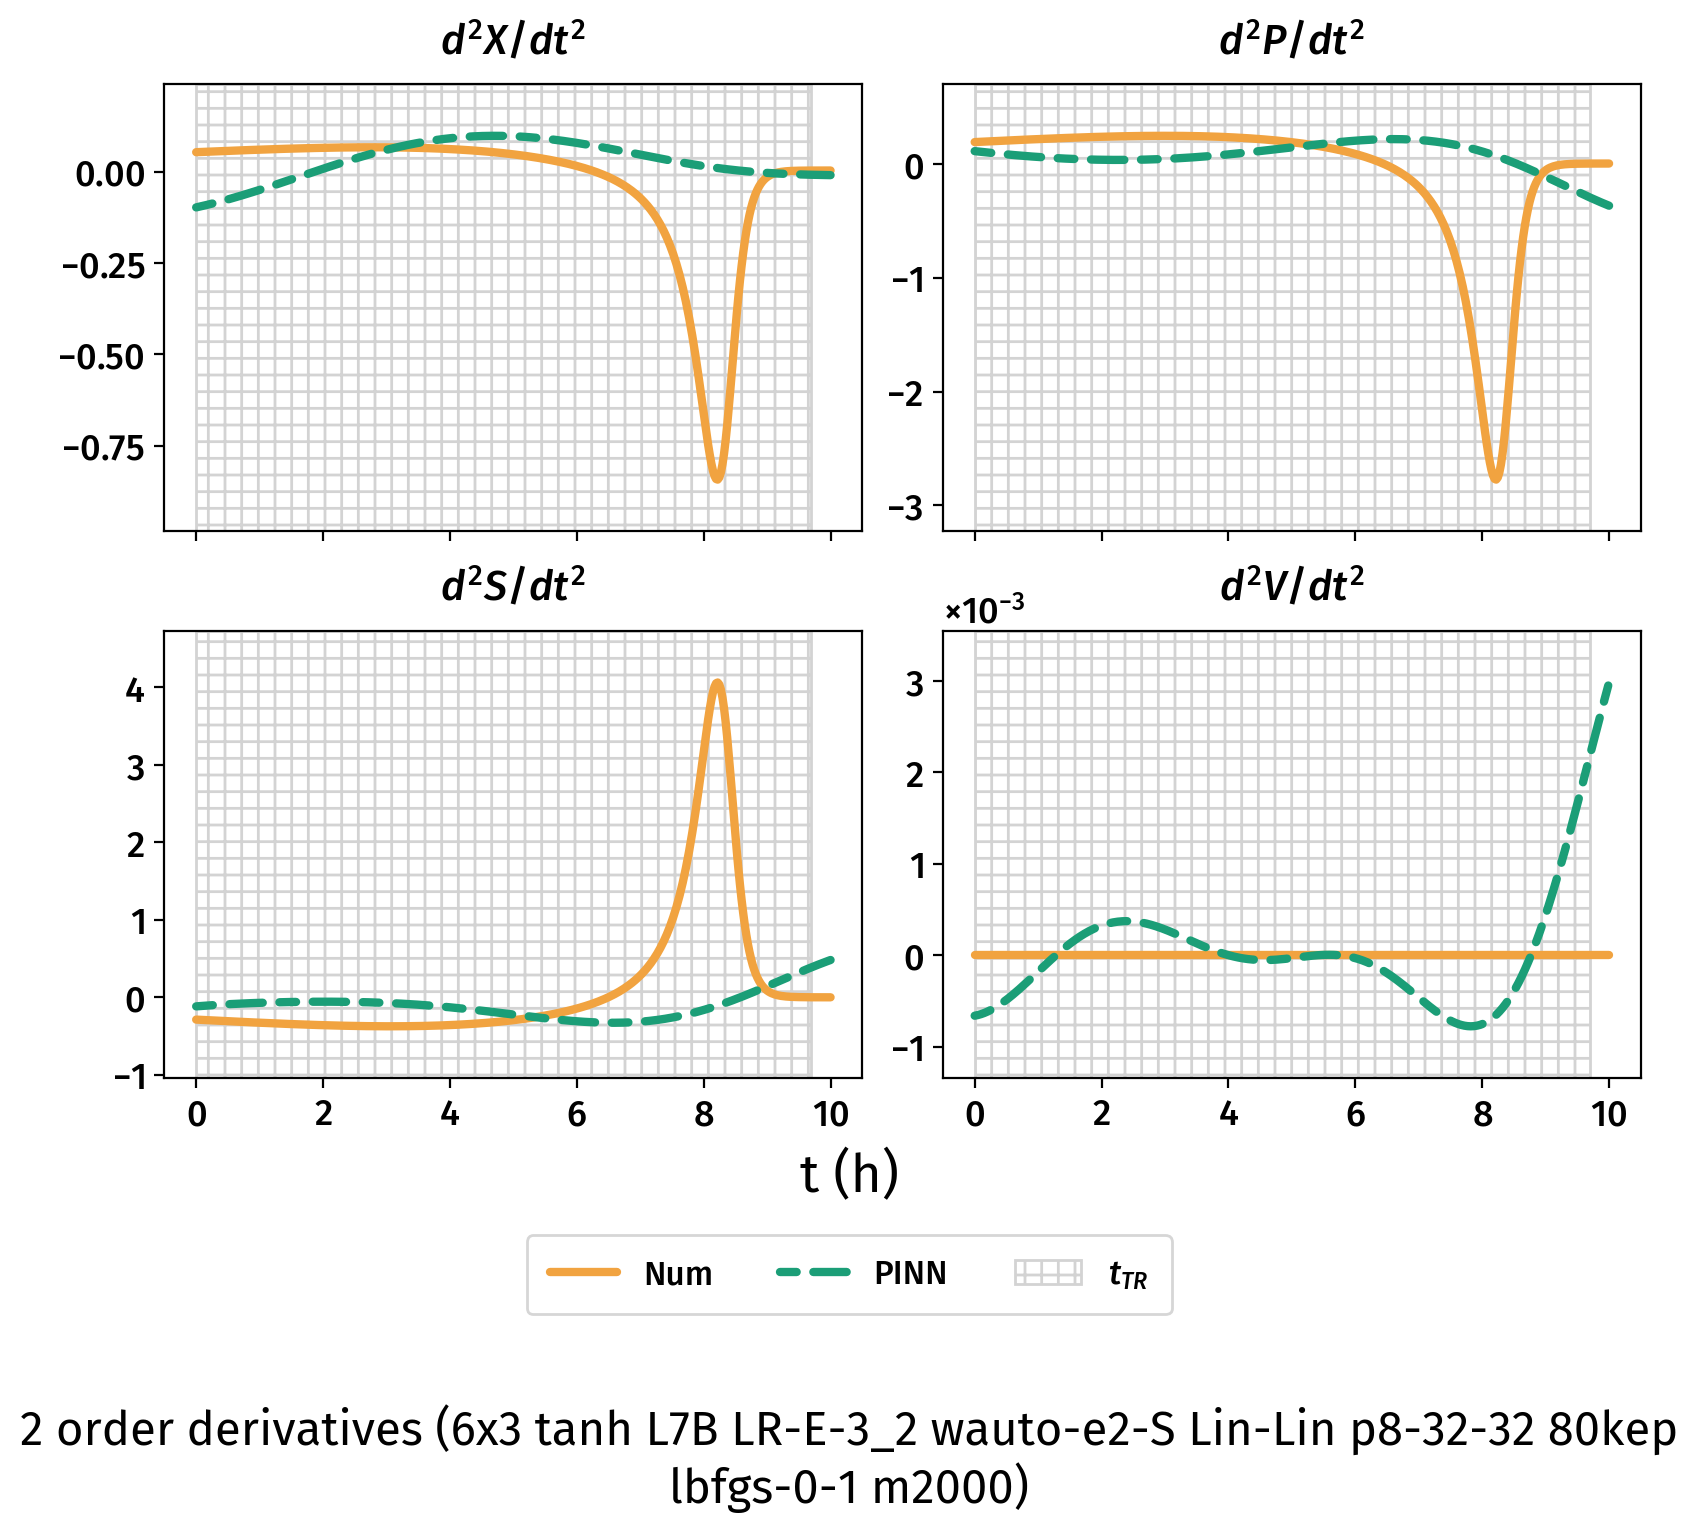 d²X/dt²
d²P/dt²
0.00
−0.25
−0.50
−0.75
0
−1
−2
−3
d²S/dt²
d²V/dt²
×10⁻³
4
3
2
1
0
−1
3
2
1
0
−1
0 2 4 6 8 10
0 2 4 6 8 10
t (h)
Num PINN t_TR
2 order derivatives (6x3 tanh L7B LR-E-3_2 wauto-e2-S Lin-Lin p8-32-32 80kep
lbfgs-0-1 m2000)